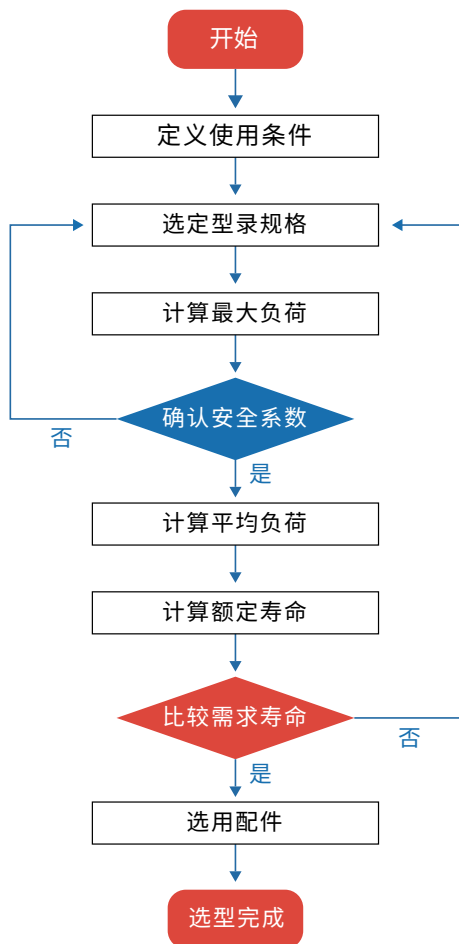 开始
定义使用条件
选定型录规格
计算最大负荷
确认安全系数
否
是
计算平均负荷
计算额定寿命
比较需求寿命
否
是
选用配件
选型完成